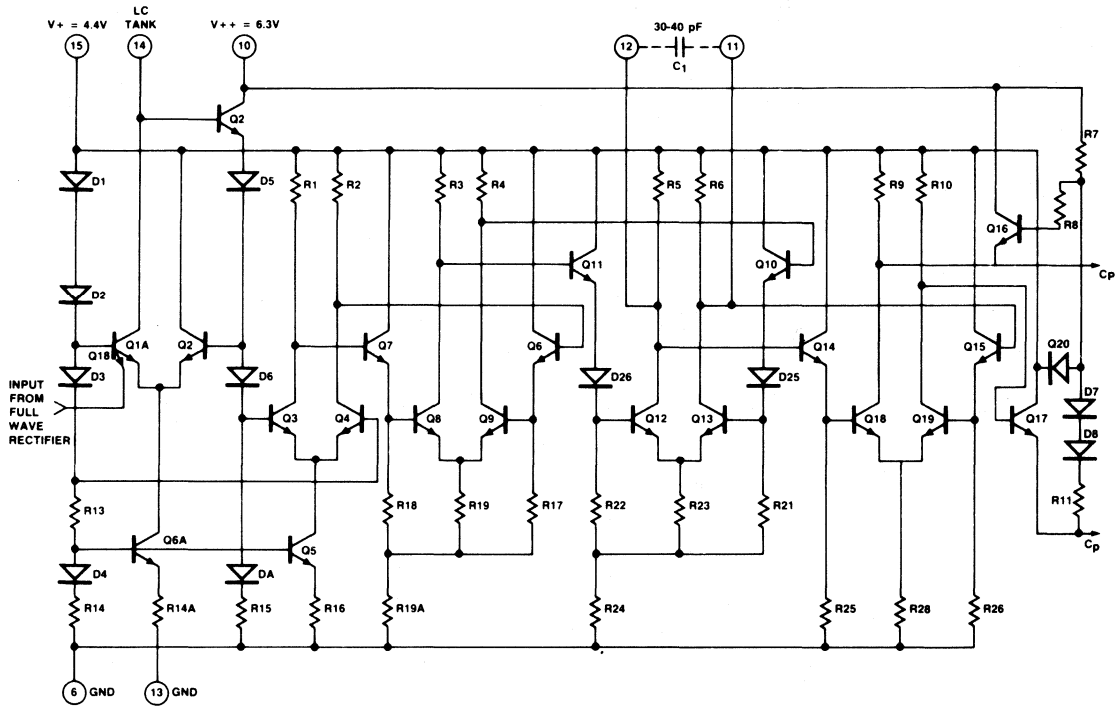 V+ = 4.4V
LC
TANK
V++ = 6.3V
30-40 pF
15
14
10
12
11
C1
Q2
R7
D1
D5
R1
R2
R3
R4
R5
R6
R9
R10
R8
Q16
Q11
Q10
CP
D2
Q1A
Q18
Q2
Q7
Q6
Q14
Q15
Q20
D3
D6
D26
D25
D7
INPUT
FROM
FULL
WAVE
RECTIFIER
Q3
Q4
Q8
Q9
Q12
Q13
Q18
Q19
Q17
D8
R13
R18
R19
R17
R22
R23
R21
R11
Q6A
Q5
CP
D4
DA
R14
R14A
R15
R16
R19A
R24
R25
R28
R26
6 GND
13 GND